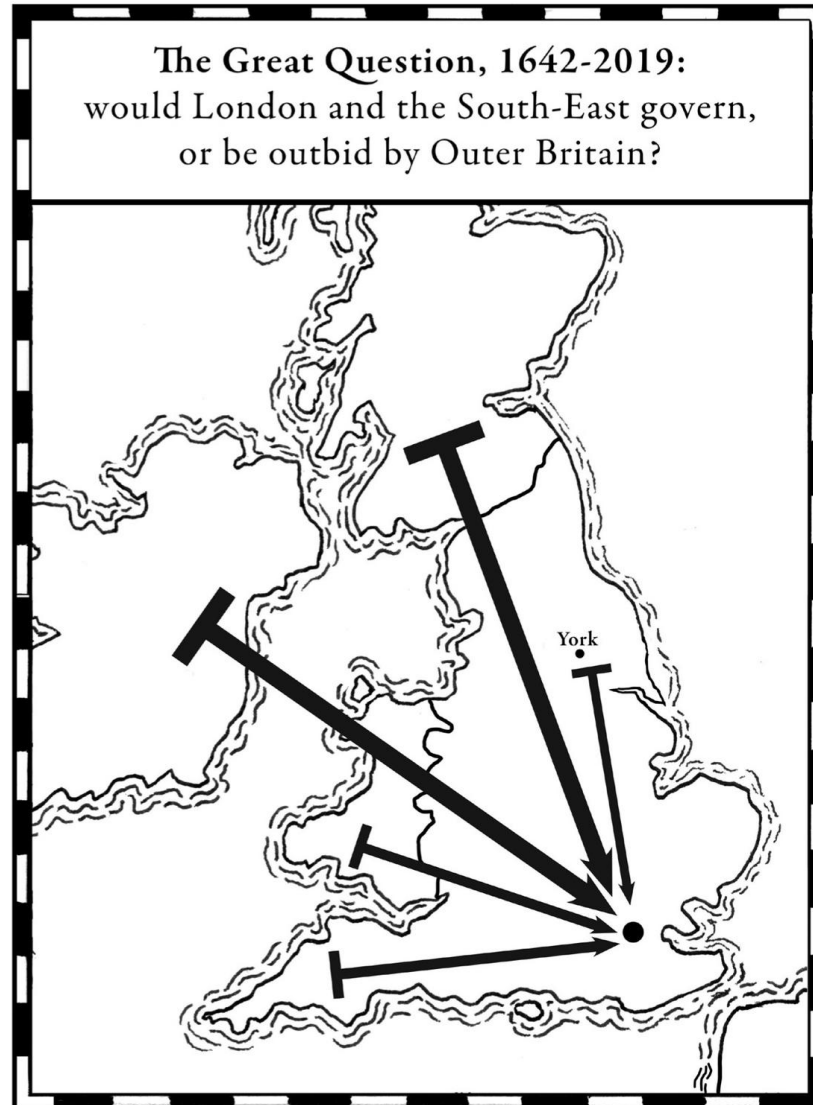 The Great Question, 1642-2019:
would London and the South-East govern,
or be outbid by Outer Britain?
York